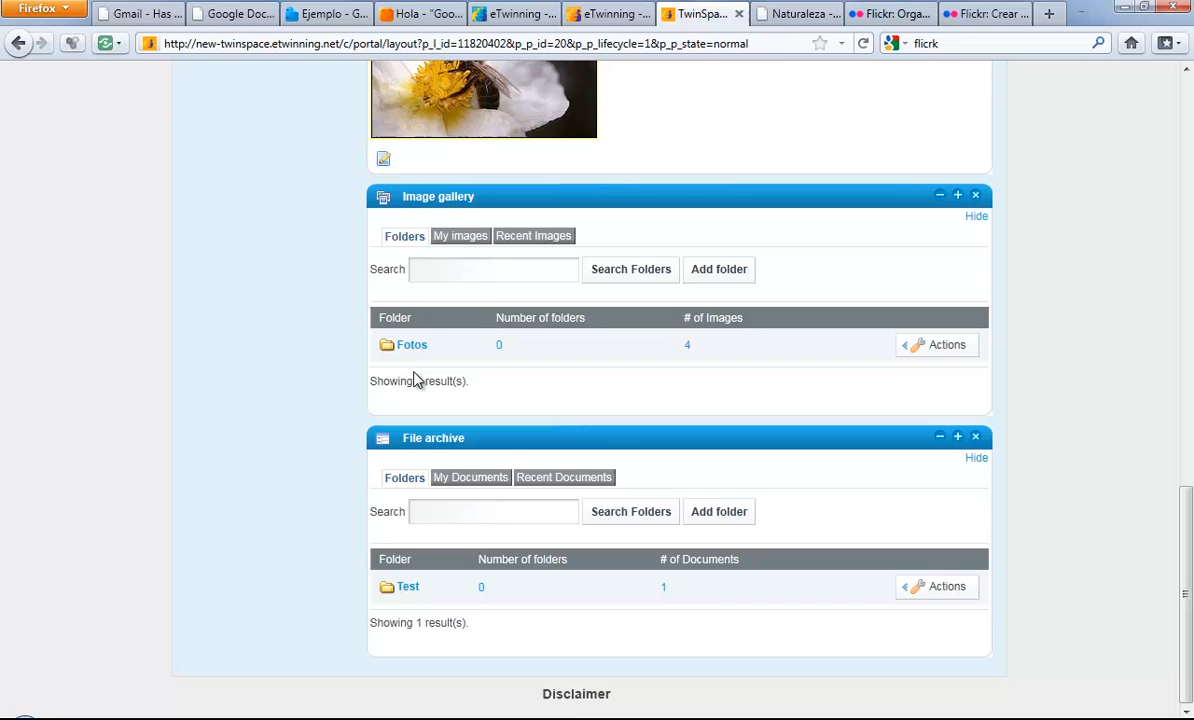 Firefox
Gmail - Has ... Google Doc... Ejemplo - G... Hola - "Goo... eTwinning -... eTwinning -... TwinSpa... Naturaleza -... Flickr: Orga... Flickr: Crear ...
http://new-twinspace.etwinning.net/c/portal/layout?p_l_id=11820402&p_p_id=20&p_p_lifecycle=1&p_p_state=normal flicrk
Image gallery
Hide
Folders My images Recent Images
Search Search Folders Add folder
Folder Number of folders # of Images
Fotos 0 4 Actions
Showing result(s).
File archive
Hide
Folders My Documents Recent Documents
Search Search Folders Add folder
Folder Number of folders # of Documents
Test 0 1 Actions
Showing 1 result(s).
Disclaimer